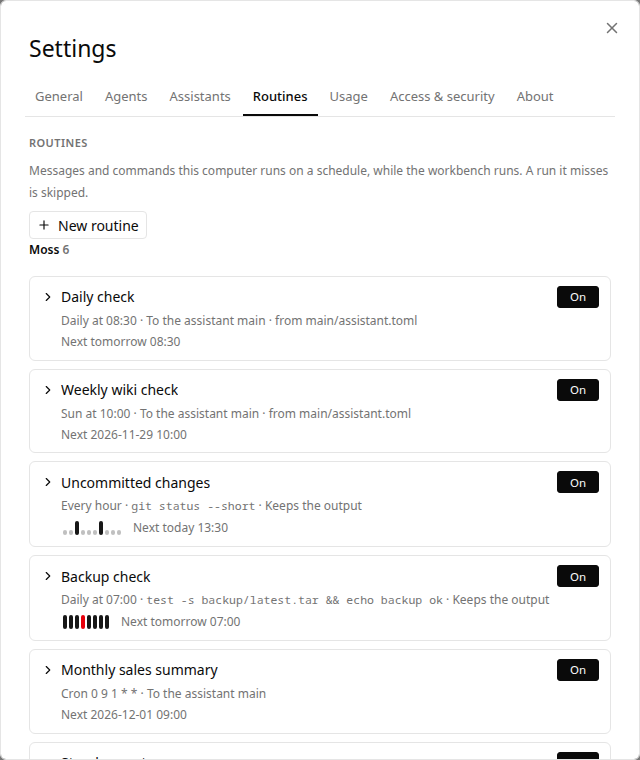 Settings
General Agents Assistants Routines Usage Access & security About
ROUTINES
Messages and commands this computer runs on a schedule, while the workbench runs. A run it misses
is skipped.
New routine
Moss 6
Daily check On
Daily at 08:30 · To the assistant main · from main/assistant.toml
Next tomorrow 08:30
Weekly wiki check On
Sun at 10:00 · To the assistant main · from main/assistant.toml
Next 2026-11-29 10:00
Uncommitted changes On
Every hour · git status --short · Keeps the output
Next today 13:30
Backup check On
Daily at 07:00 · test -s backup/latest.tar && echo backup ok · Keeps the output
Next tomorrow 07:00
Monthly sales summary On
Cron 0 9 1 * * · To the assistant main
Next 2026-12-01 09:00